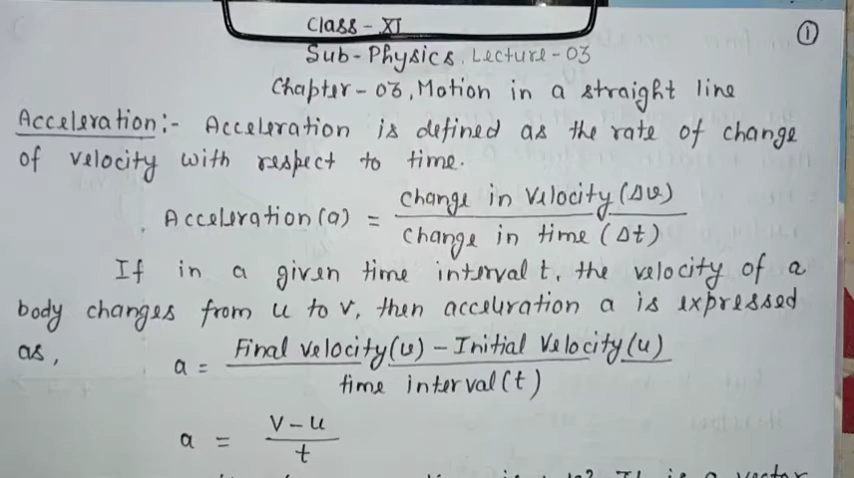 ①
Class - XI
Sub - Physics, Lecture - 03
Chapter - 03, Motion in a straight line
Acceleration :- Acceleration is defined as the rate of change
of velocity with respect to time.
Acceleration (a) = change in velocity (Δv) / change in time (Δt)
If in a given time interval t, the velocity of a
body changes from u to v, then acceleration a is expressed
as,
a = Final velocity (v) - Initial velocity (u) / time interval (t)
a = v - u / t
It is a vector